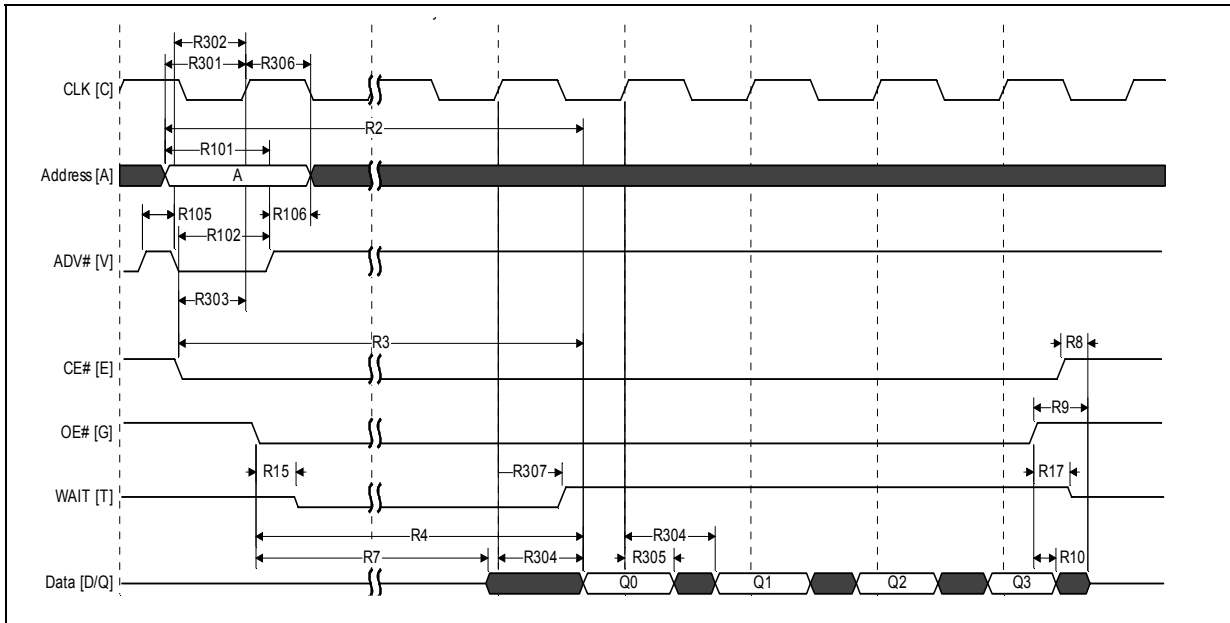 R302
R301
R306
CLK [C]
R2
R101
Address [A]
A
R105
R106
R102
ADV# [V]
R303
R3
R8
CE# [E]
R9
OE# [G]
R15
R307
R17
WAIT [T]
R4
R304
R7
R304
R305
R10
Data [D/Q]
Q0
Q1
Q2
Q3